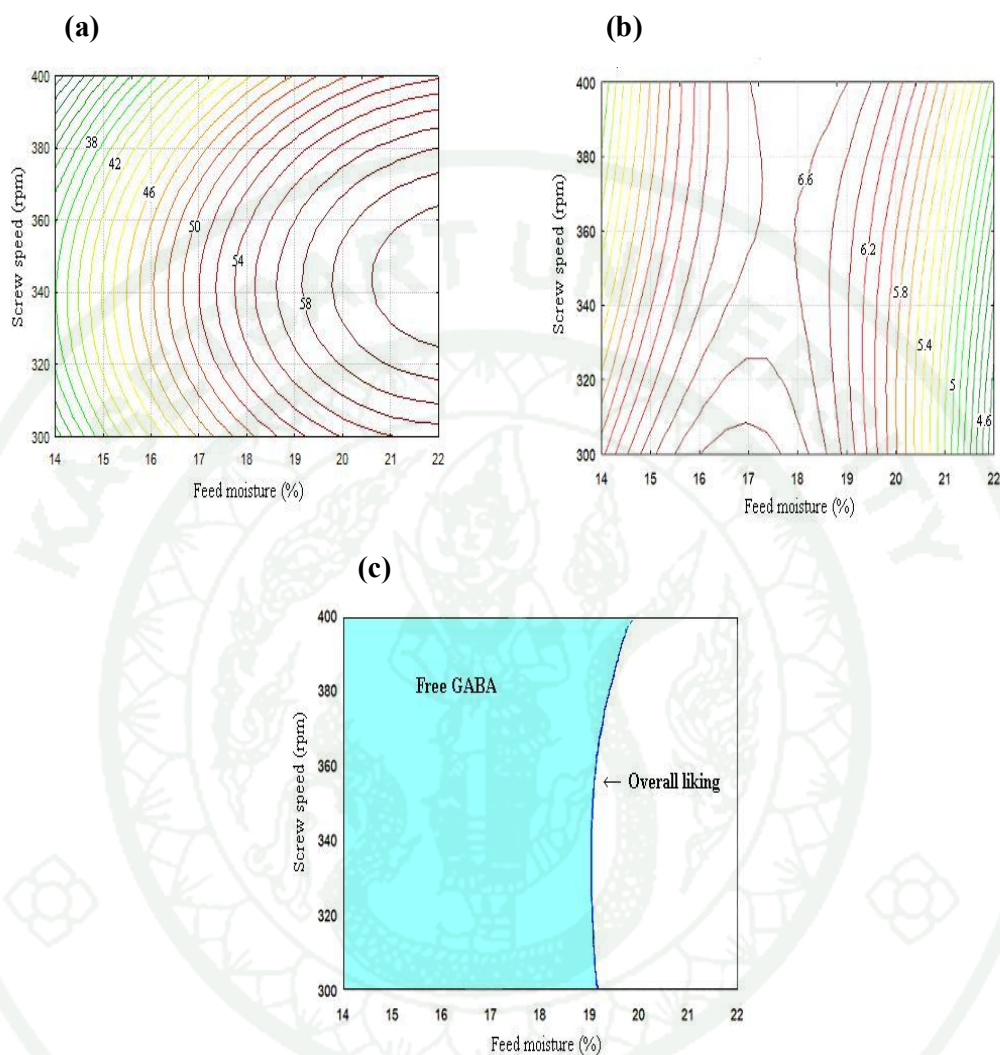 (a)
(b)
400
380
360
340
320
300
Screw speed (rpm)
38
42
46
50
54
58
14 15 16 17 18 19 20 21 22
Feed moisture (%)
400
380
360
340
320
300
Screw speed (rpm)
6.6
6.2
5.8
5.4
5
4.6
14 15 16 17 18 19 20 21 22
Feed moisture (%)
(c)
400
380
360
340
320
300
Screw speed (rpm)
Free GABA
← Overall liking
14 15 16 17 18 19 20 21 22
Feed moisture (%)
KASETSART UNIVERSITY